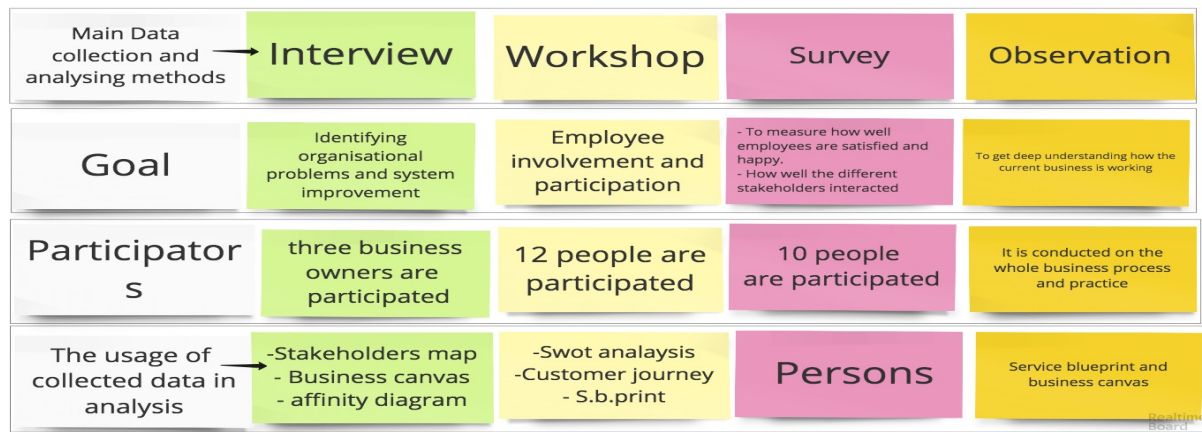 Main Data
collection and
analysing methods
Interview
Workshop
Survey
Observation
Goal
Identifying
organisational
problems and system
improvement
Employee
involvement and
participation
- To measure how well
employees are satisfied and
happy.
- How well the different
stakeholders interacted
To get deep understanding how the
current business is working
Participator
s
three business
owners are
participated
12 people are
participated
10 people
are participated
It is conducted on the
whole business process
and practice
The usage of
collected data in
analysis
-Stakeholders map
- Business canvas
- affinity diagram
-Swot analaysis
-Customer journey
- S.b.print
Persons
Service blueprint and
business canvas
Realtime
Board